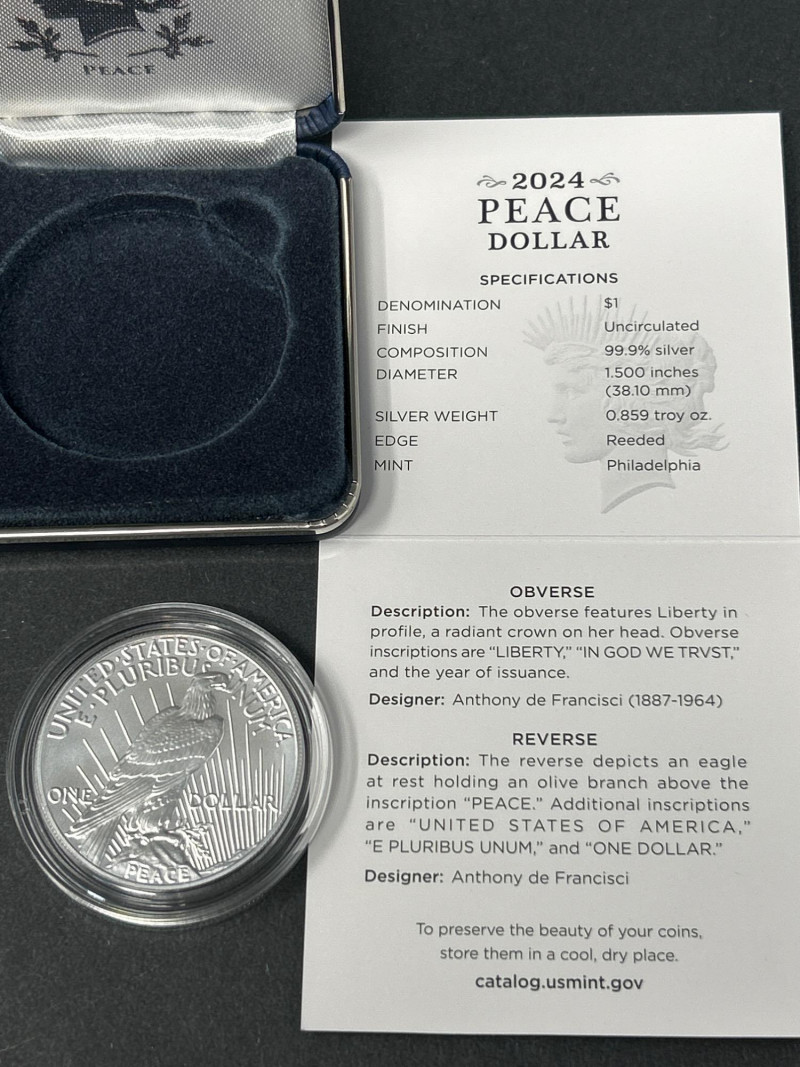 PEACE
2024
PEACE
DOLLAR
SPECIFICATIONS
DENOMINATION $1
FINISH Uncirculated
COMPOSITION 99.9% silver
DIAMETER 1.500 inches
(38.10 mm)
SILVER WEIGHT 0.859 troy oz.
EDGE Reeded
MINT Philadelphia
OBVERSE
Description: The obverse features Liberty in
profile, a radiant crown on her head. Obverse
inscriptions are “LIBERTY,” “IN GOD WE TRVST,”
and the year of issuance.
Designer: Anthony de Francisci (1887-1964)
REVERSE
Description: The reverse depicts an eagle
at rest holding an olive branch above the
inscription “PEACE.” Additional inscriptions
are “UNITED STATES OF AMERICA,”
“E PLURIBUS UNUM,” and “ONE DOLLAR.”
Designer: Anthony de Francisci
To preserve the beauty of your coins,
store them in a cool, dry place.
catalog.usmint.gov
UNITED·STATES·OF·AMERICA
E·PLURIBUS UNUM
ONE DOLLAR
PEACE